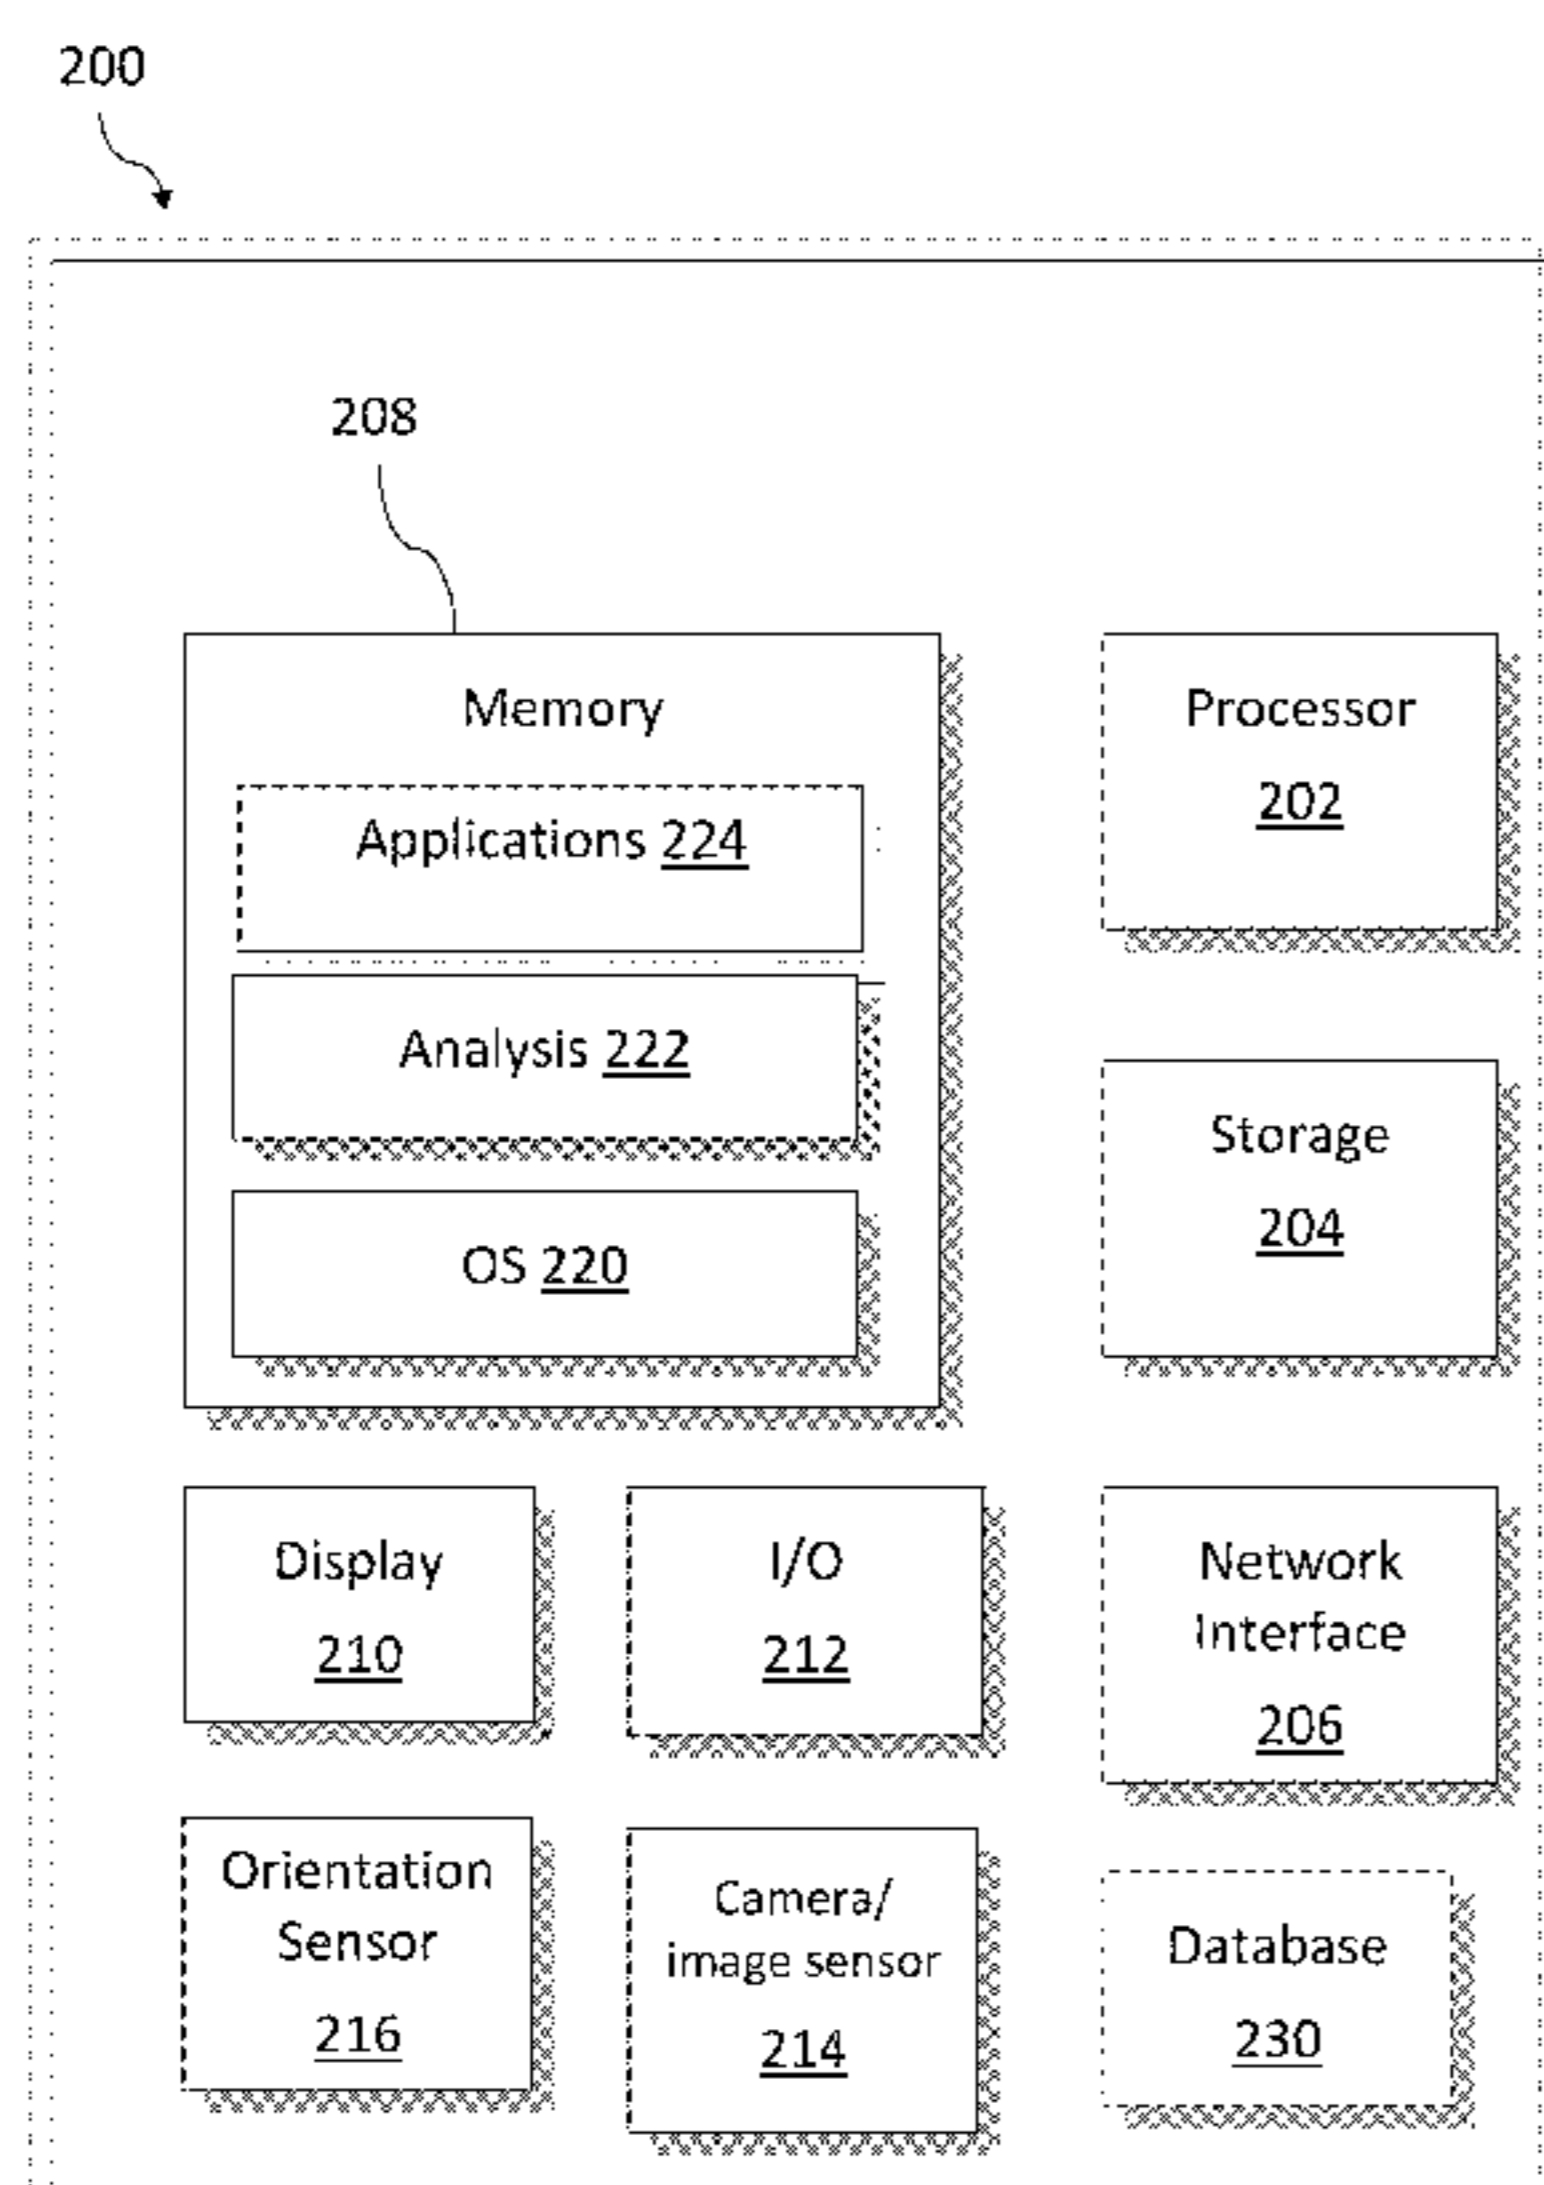 200
208
Memory
Applications 224
Analysis 222
OS 220
Processor
202
Storage
204
Display
210
I/O
212
Network
Interface
206
Orientation
Sensor
216
Camera/
image sensor
214
Database
230